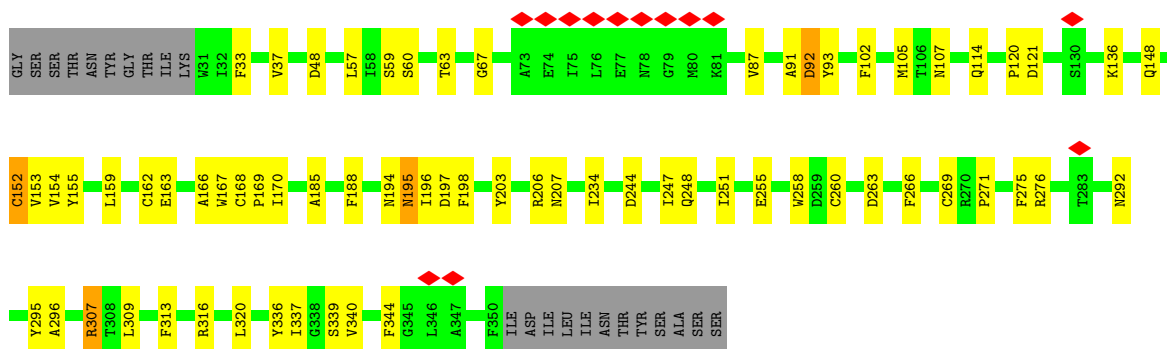 GLY SER SER THR ASN TYR GLY THR ILE LYS W31 I32 F33 V37 D48 L57 I58 S59 S60 T63 G67 A73 E74 I75 L76 E77 N78 G79 M80 K81 V87 A91 D92 Y93 F102 M105 T106 N107 Q114 P120 D121 S130 K136 Q148
C152 V153 V154 Y155 L159 C162 E163 A166 W167 C168 P169 I170 A185 F188 N194 N195 I196 D197 F198 Y203 R206 N207 I234 D244 I247 Q248 I251 E255 W258 D259 C260 D263 F266 C269 R270 P271 F275 R276 T283 N292
Y295 A296 R307 T308 L309 F313 R316 L320 Y336 I337 G338 S339 V340 F344 G345 L346 A347 F350 ILE ASP ILE LEU ILE ASN THR TYR SER ALA SER SER